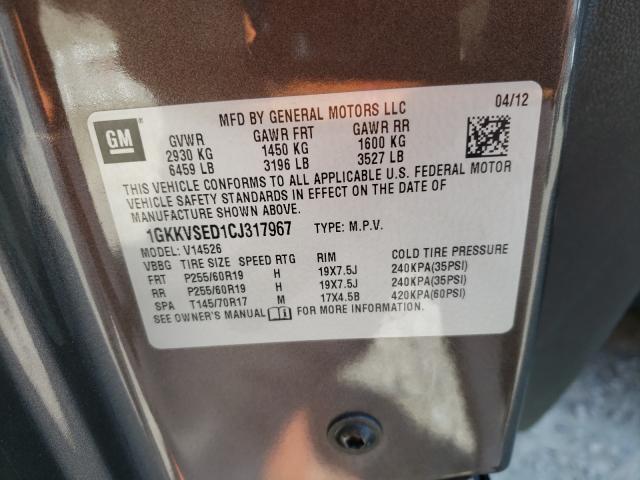 MFD BY GENERAL MOTORS LLC 04/12
GM
GVWR GAWR FRT GAWR RR
2930 KG 1450 KG 1600 KG
6459 LB 3196 LB 3527 LB
THIS VEHICLE CONFORMS TO ALL APPLICABLE U.S. FEDERAL MOTOR
VEHICLE SAFETY STANDARDS IN EFFECT ON THE DATE OF
MANUFACTURE SHOWN ABOVE.
1GKKVSED1CJ317967 TYPE: M.P.V.
MODEL: V14526
VBBG TIRE SIZE SPEED RTG RIM COLD TIRE PRESSURE
FRT P255/60R19 H 19X7.5J 240KPA(35PSI)
RR P255/60R19 H 19X7.5J 240KPA(35PSI)
SPA T145/70R17 M 17X4.5B 420KPA(60PSI)
SEE OWNER'S MANUAL FOR MORE INFORMATION.